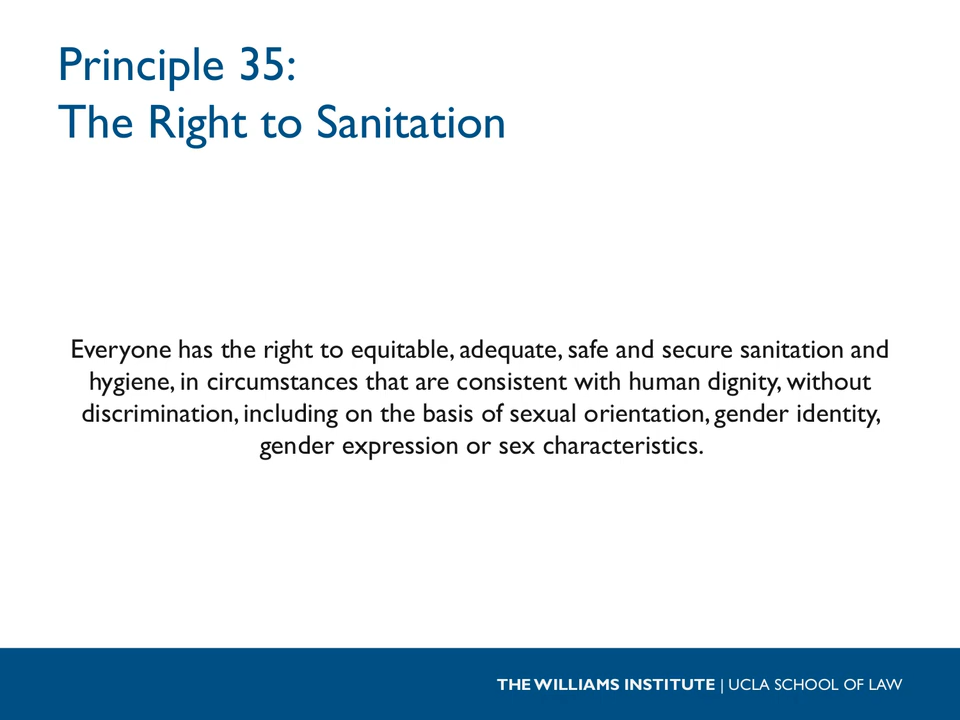 Principle 35:
The Right to Sanitation
Everyone has the right to equitable, adequate, safe and secure sanitation and
hygiene, in circumstances that are consistent with human dignity, without
discrimination, including on the basis of sexual orientation, gender identity,
gender expression or sex characteristics.
THE WILLIAMS INSTITUTE | UCLA SCHOOL OF LAW